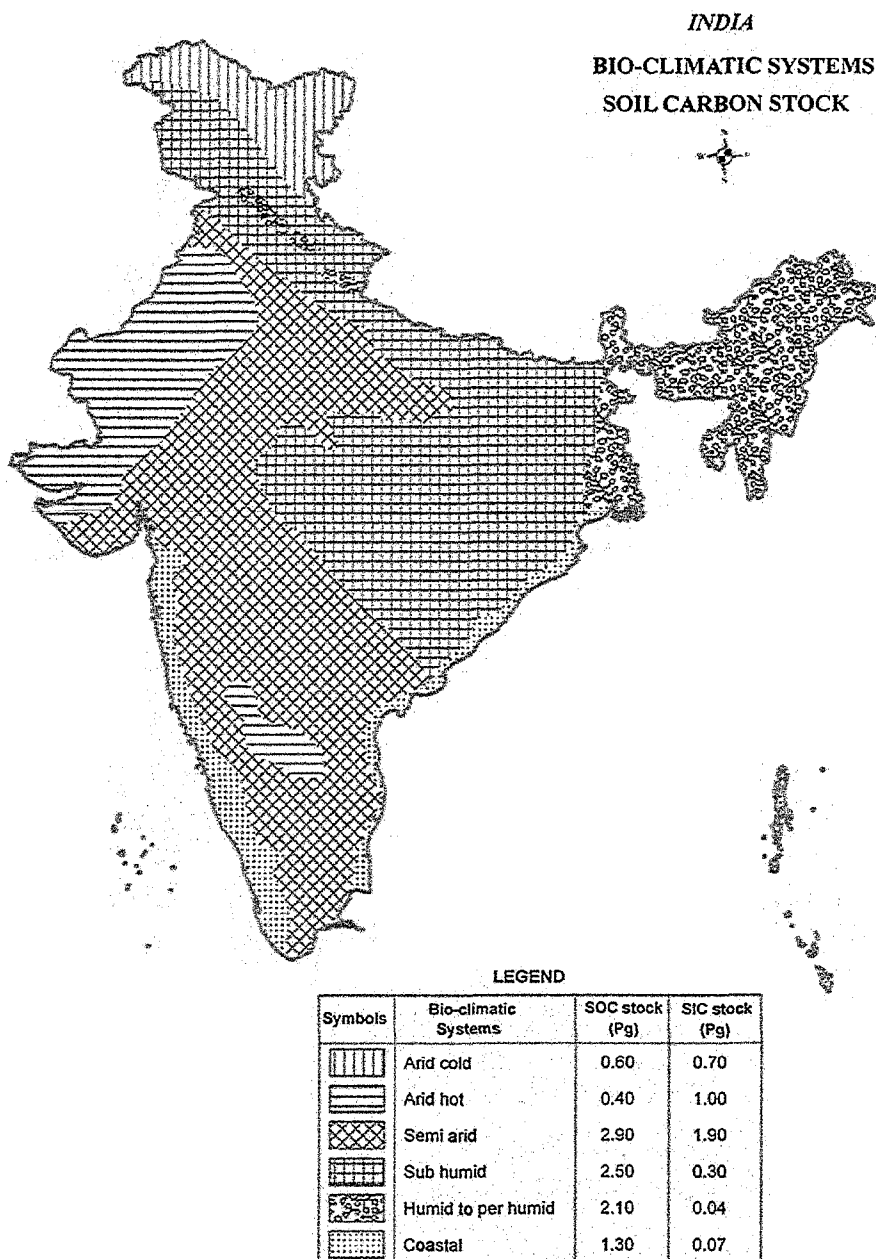 INDIA
BIO-CLIMATIC SYSTEMS
SOIL CARBON STOCK
LEGEND
Symbols Bio-climatic Systems SOC stock (Pg) SIC stock (Pg)
Arid cold 0.60 0.70
Arid hot 0.40 1.00
Semi arid 2.90 1.90
Sub humid 2.50 0.30
Humid to per humid 2.10 0.04
Coastal 1.30 0.07